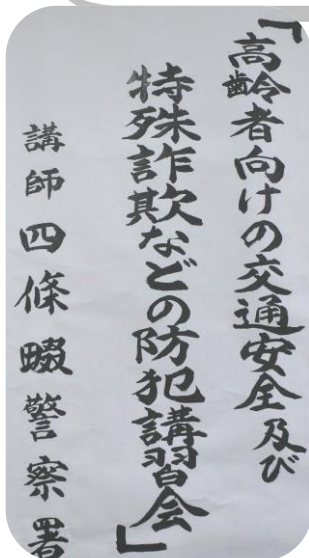 「高齢者向けの交通安全及び
特殊詐欺などの防犯講習会」
講師 四條畷警察署